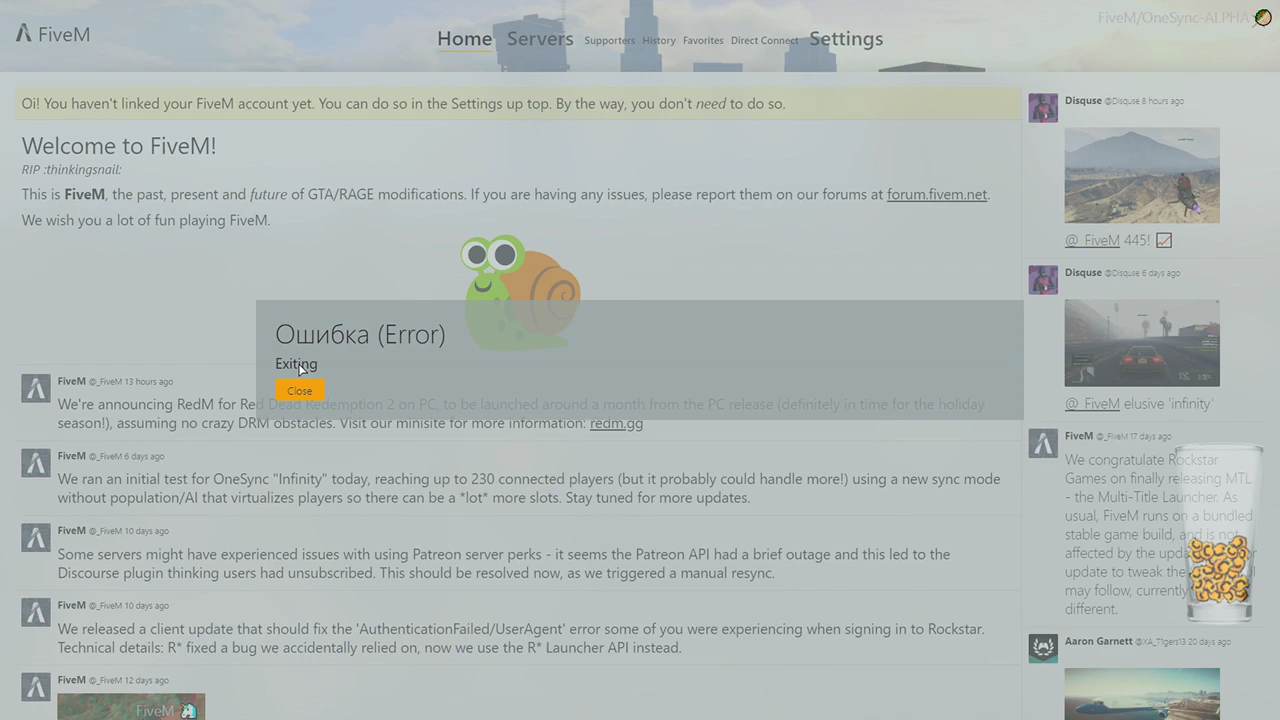 FiveM
Home Servers Supporters History Favorites Direct Connect Settings
FiveM/OneSync-ALPHA
Oi! You haven't linked your FiveM account yet. You can do so in the Settings up top. By the way, you don't need to do so.
Welcome to FiveM!
RIP :thinkingsnail:
This is FiveM, the past, present and future of GTA/RAGE modifications. If you are having any issues, please report them on our forums at forum.fivem.net.
We wish you a lot of fun playing FiveM.
Ошибка (Error)
Exiting
Close
FiveM @_FiveM 13 hours ago
We're announcing RedM for Red Dead Redemption 2 on PC, to be launched around a month from the PC release (definitely in time for the holiday
season!), assuming no crazy DRM obstacles. Visit our minisite for more information: redm.gg
FiveM @_FiveM 6 days ago
We ran an initial test for OneSync "Infinity" today, reaching up to 230 connected players (but it probably could handle more!) using a new sync mode
without population/AI that virtualizes players so there can be a *lot* more slots. Stay tuned for more updates.
FiveM @_FiveM 10 days ago
Some servers might have experienced issues with using Patreon server perks - it seems the Patreon API had a brief outage and this led to the
Discourse plugin thinking users had unsubscribed. This should be resolved now, as we triggered a manual resync.
FiveM @_FiveM 10 days ago
We released a client update that should fix the 'AuthenticationFailed/UserAgent' error some of you were experiencing when signing in to Rockstar.
Technical details: R* fixed a bug we accidentally relied on, now we use the R* Launcher API instead.
FiveM @_FiveM 12 days ago
FiveM
Disquse @Disquse 8 hours ago
@_FiveM 445!
Disquse @Disquse 6 days ago
@_FiveM elusive 'infinity'
FiveM @_FiveM 17 days ago
We congratulate Rockstar
Games on finally releasing MTL
- the Multi-Title Launcher. As
usual, FiveM runs on a bundled
stable game build, and is not
affected by the
update to tweak the
may follow, currently
different.
Aaron Garnett @XA_T1gers13 20 days ago